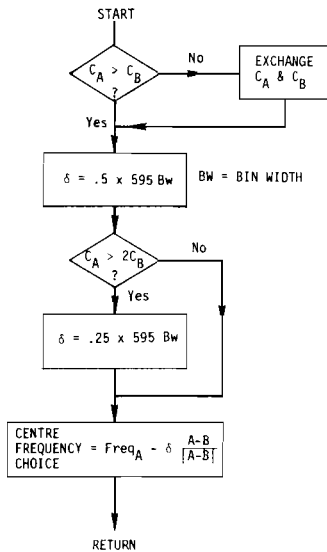 START
C_A > C_B
?
No
EXCHANGE
C_A & C_B
Yes
δ = .5 x 595 Bw
BW = BIN WIDTH
C_A > 2C_B
?
No
Yes
δ = .25 x 595 Bw
CENTRE
FREQUENCY = Freq_A - δ (A-B)/|A-B|
CHOICE
RETURN